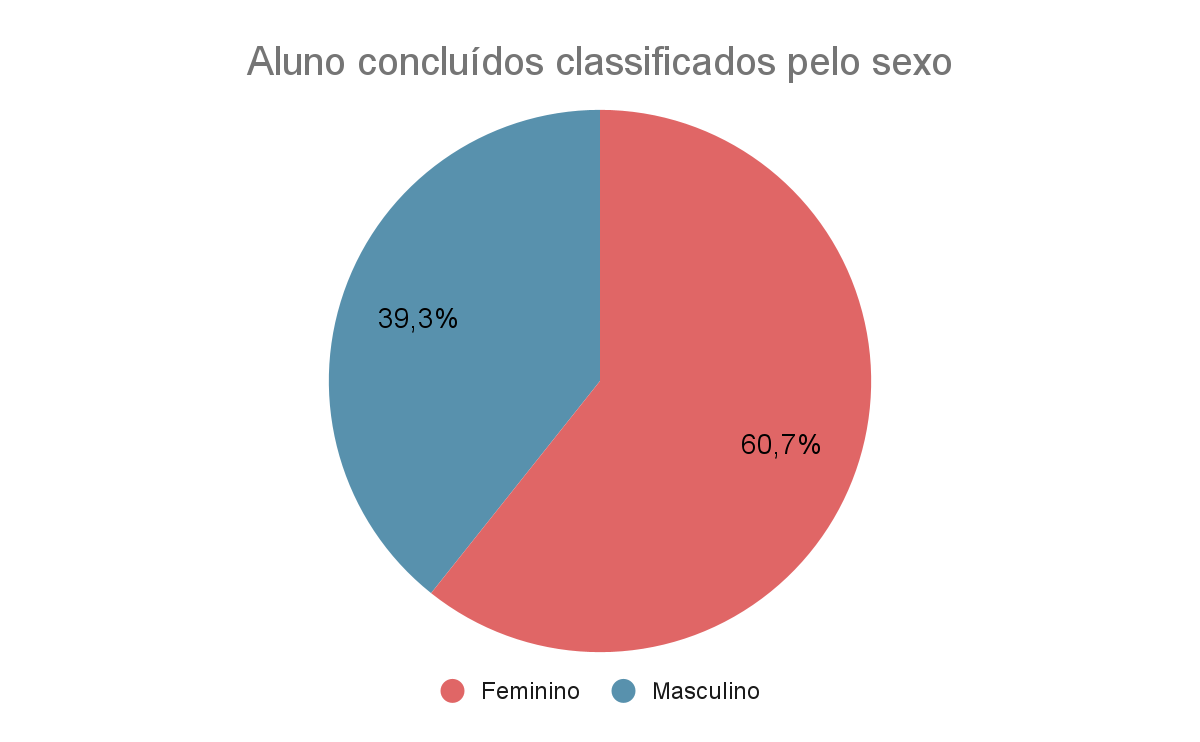 Aluno concluídos classificados pelo sexo
39,3%
60,7%
Feminino
Masculino